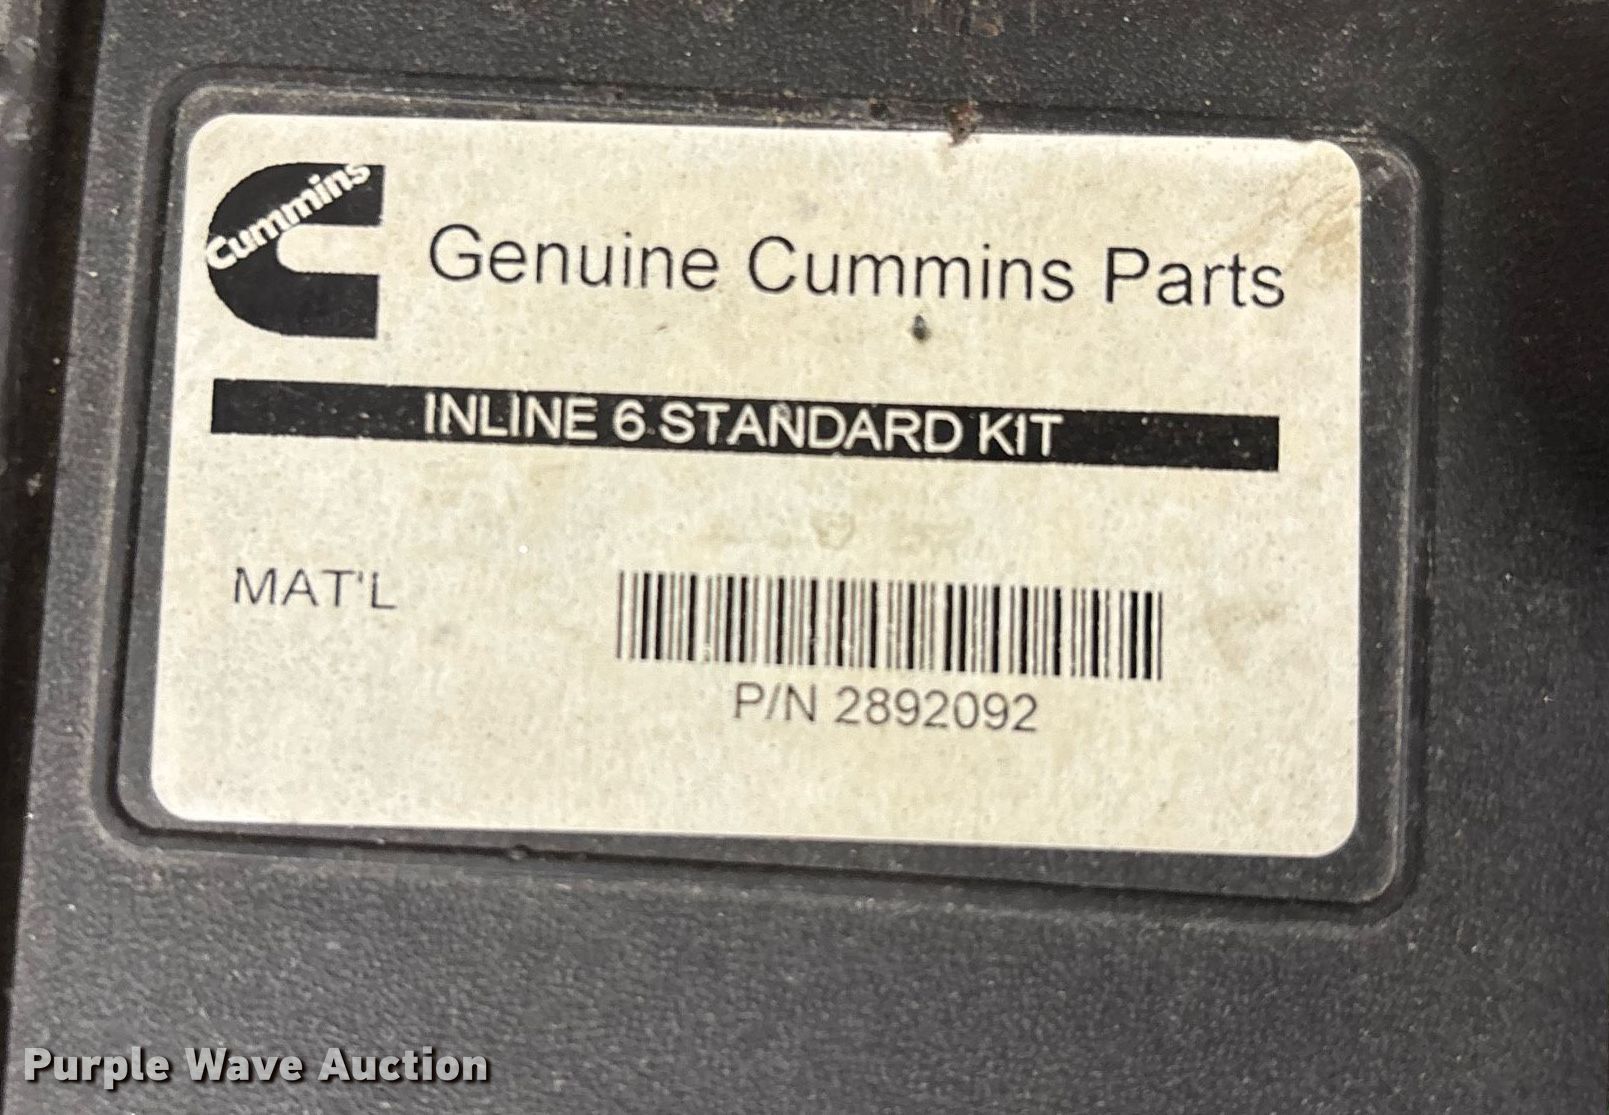 Cummins
Genuine Cummins Parts
INLINE 6 STANDARD KIT
MAT'L
P/N 2892092
Purple Wave Auction